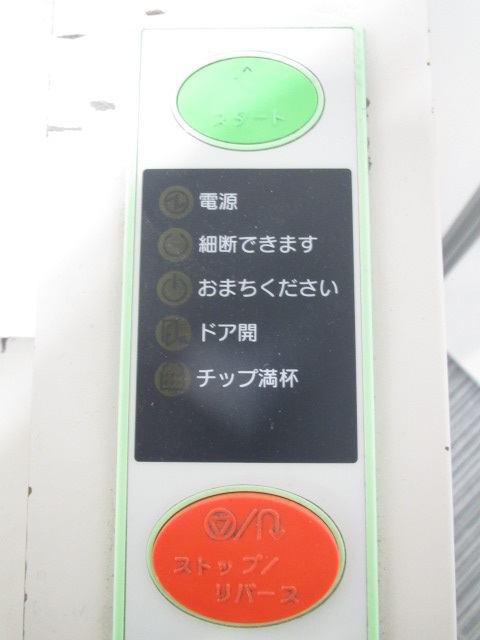 スタート
電源
細断できます
おまちください
ドア開
チップ満杯
ストップ/
リバース